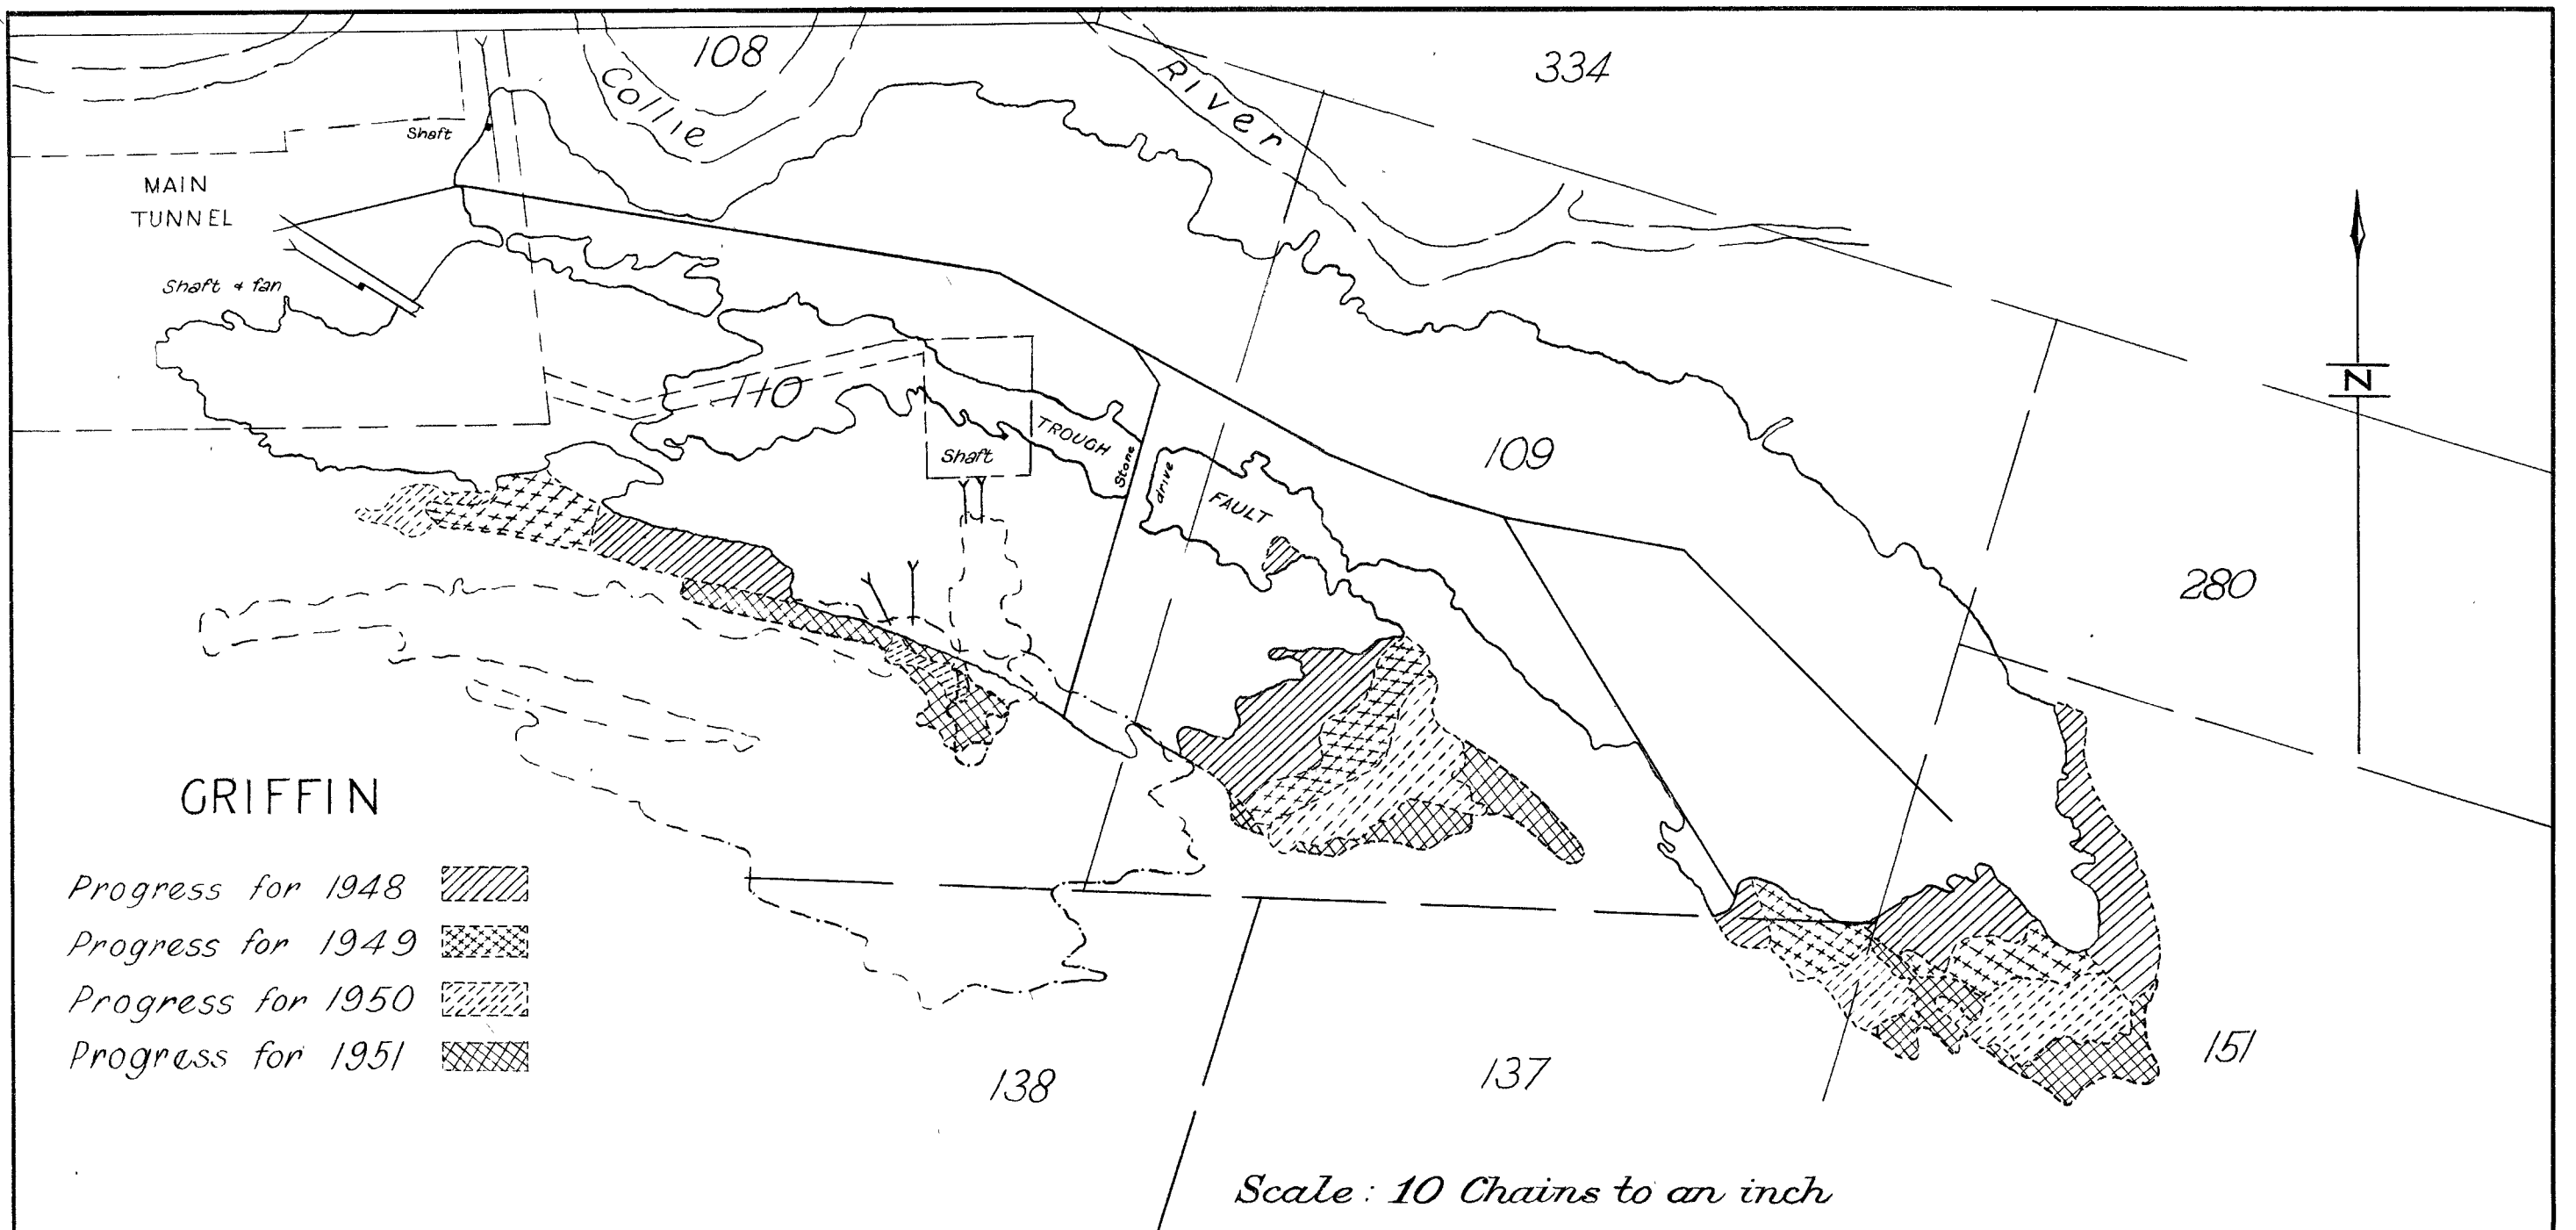 108
334
Collie
River
Shaft
MAIN
TUNNEL
Shaft & fan
N
110
TROUGH
Stone
Shaft
drive
FAULT
109
280
GRIFFIN
Progress for 1948
Progress for 1949
Progress for 1950
Progress for 1951
138
137
151
Scale: 10 Chains to an inch